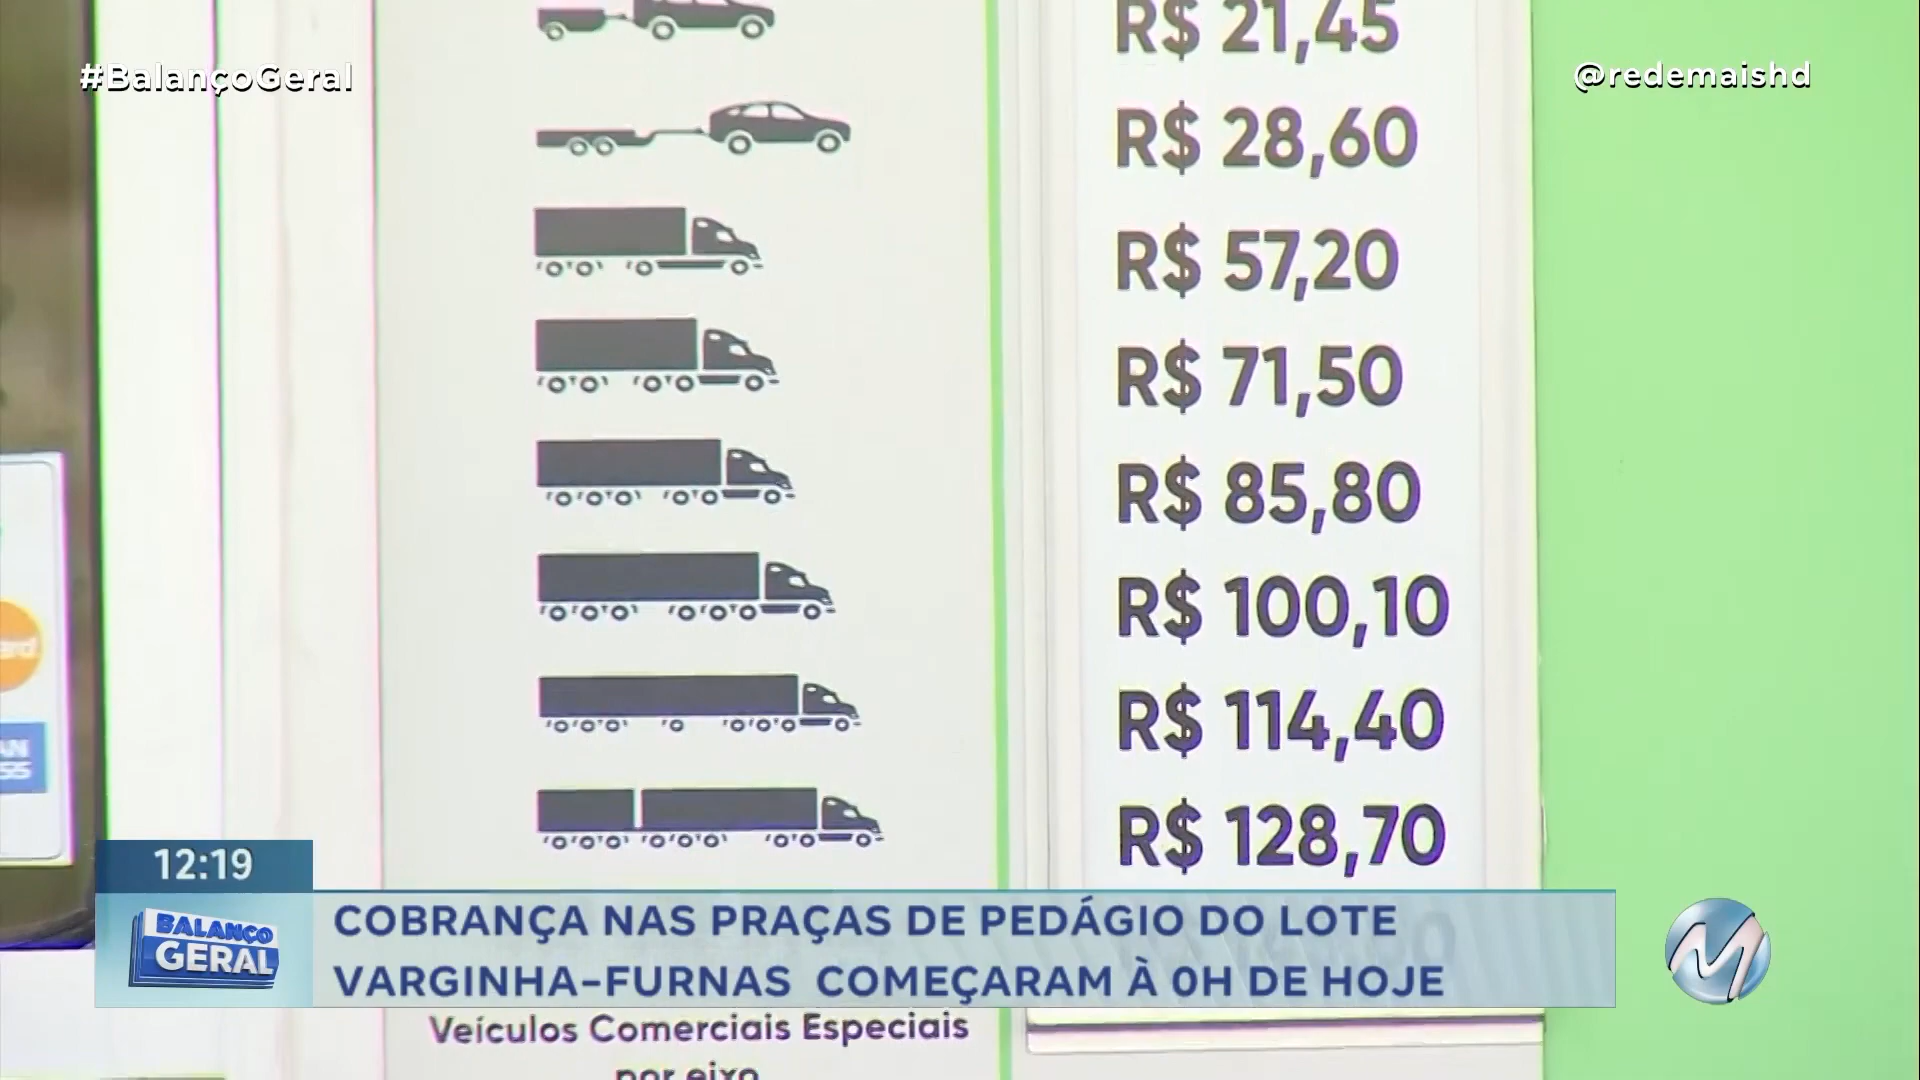 R$ 21,45
#BalançoGeral
@redemaishd
R$ 28,60
R$ 57,20
R$ 71,50
R$ 85,80
R$ 100,10
R$ 114,40
R$ 128,70
12:19
BALANÇO
GERAL
COBRANÇA NAS PRAÇAS DE PEDÁGIO DO LOTE
VARGINHA-FURNAS COMEÇARAM À 0H DE HOJE
Veículos Comerciais Especiais
por eixo